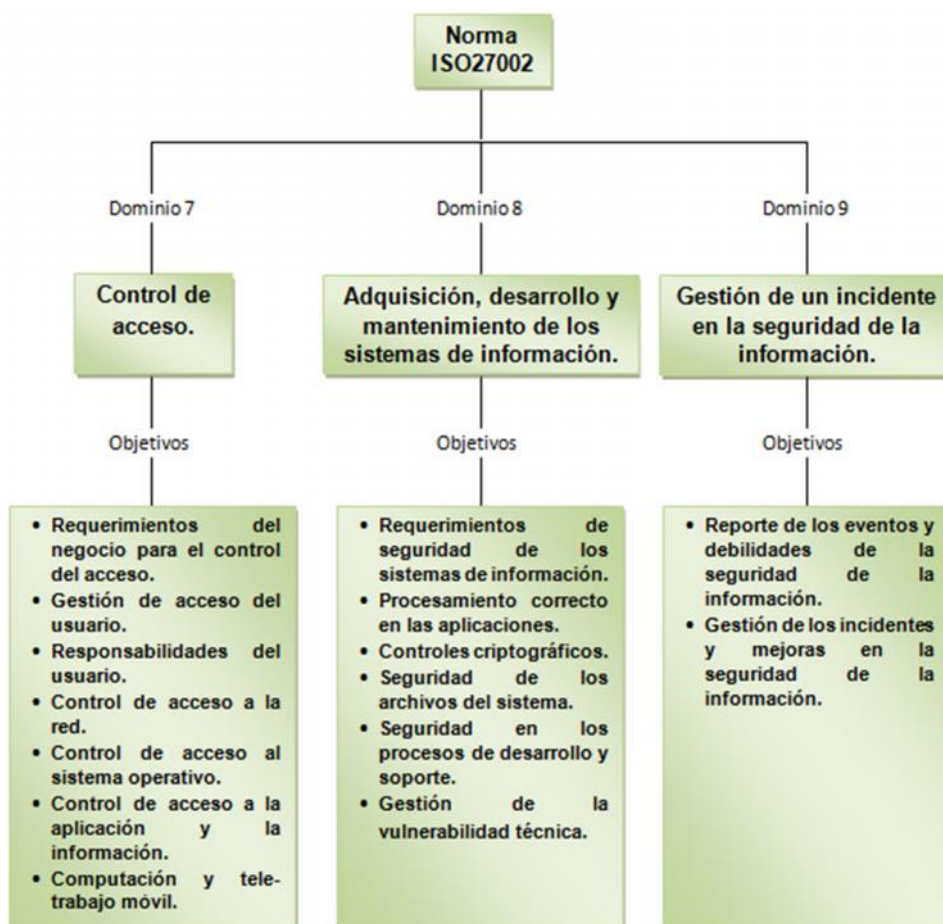 Norma
ISO27002
Dominio 7
Dominio 8
Dominio 9
Control de
acceso.
Adquisición, desarrollo y
mantenimiento de los
sistemas de información.
Gestión de un incidente
en la seguridad de la
información.
Objetivos
Objetivos
Objetivos
• Requerimientos del
negocio para el control
del acceso.
• Gestión de acceso del
usuario.
• Responsabilidades del
usuario.
• Control de acceso a la
red.
• Control de acceso al
sistema operativo.
• Control de acceso a la
aplicación y la
información.
• Computación y tele-
trabajo móvil.
• Requerimientos de
seguridad de los
sistemas de información.
• Procesamiento correcto
en las aplicaciones.
• Controles criptográficos.
• Seguridad de los
archivos del sistema.
• Seguridad en los
procesos de desarrollo y
soporte.
• Gestión de la
vulnerabilidad técnica.
• Reporte de los eventos y
debilidades de la
seguridad de la
información.
• Gestión de los incidentes
y mejoras en la
seguridad de la
información.